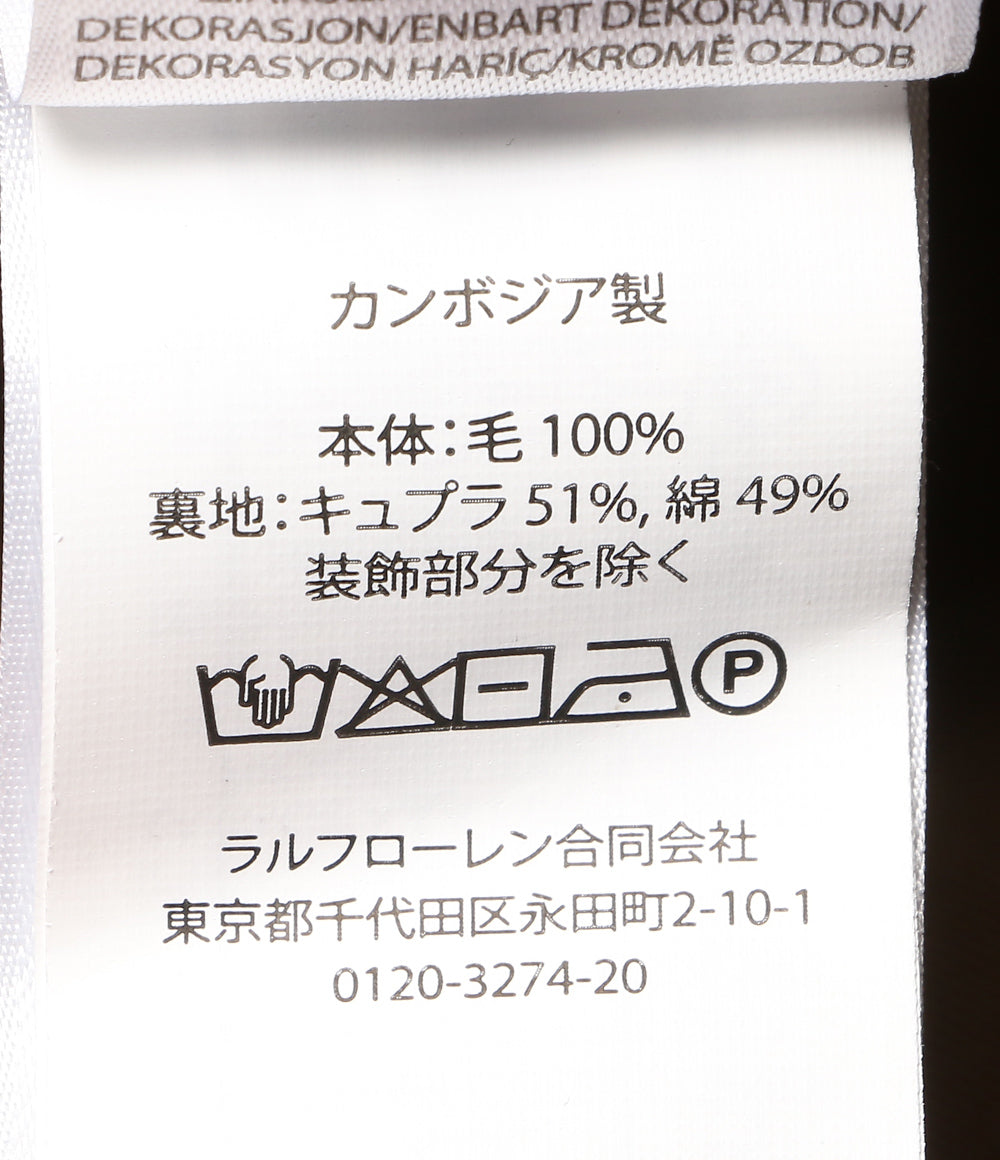 DEKORASJON/ENBART DEKORATION/
DEKORASYON HARİÇ/KROMĚ OZDOB
カンボジア製
本体：毛 100%
裏地：キュプラ 51%, 綿 49%
装飾部分を除く
P
ラルフローレン合同会社
東京都千代田区永田町2-10-1
0120-3274-20